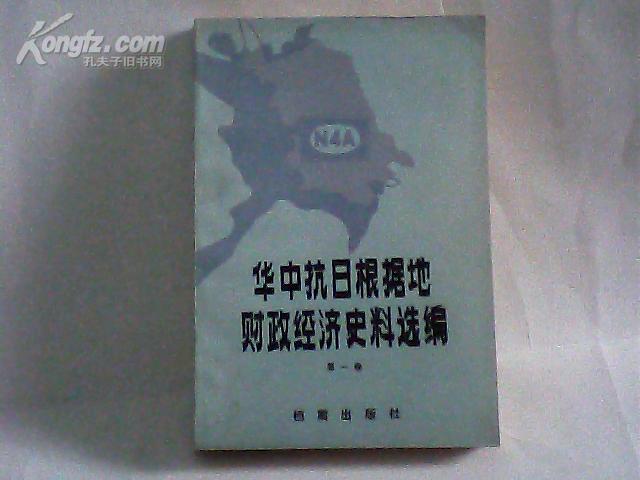 Kongfz.com
孔夫子旧书网
N4A
华中抗日根据地
财政经济史料选编
第一卷
档案出版社